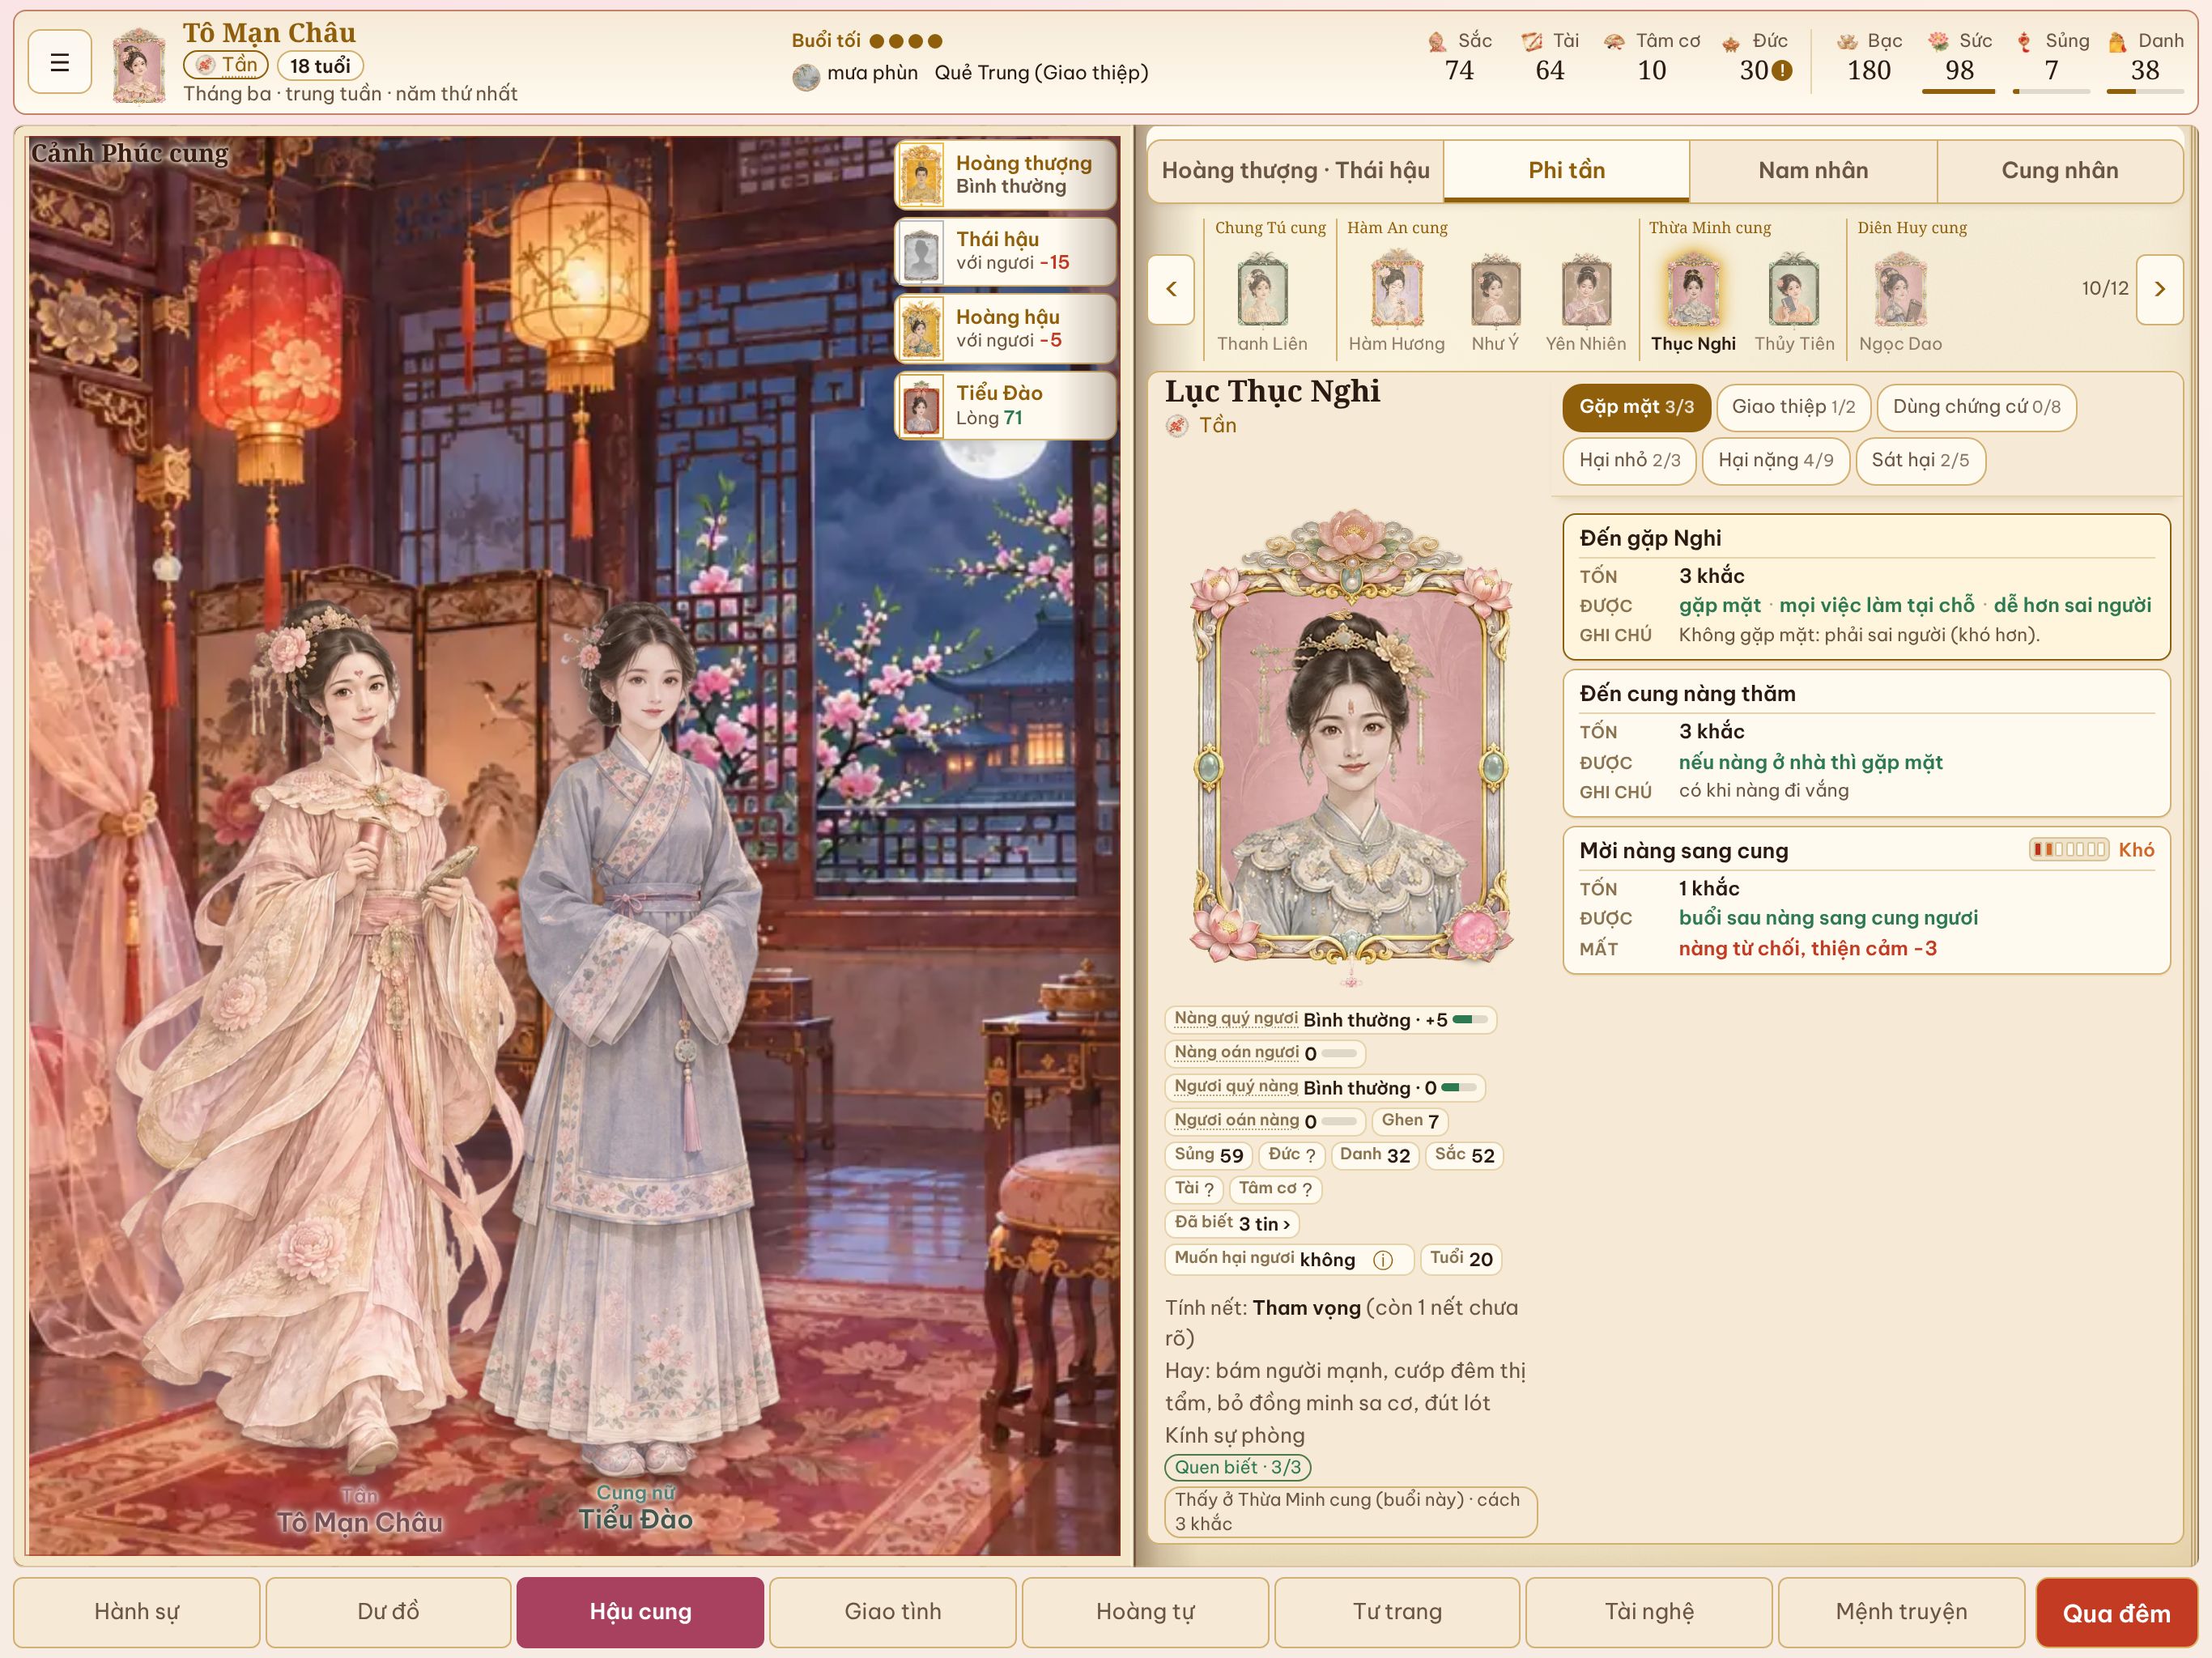 ☰
Tô Mạn Châu
Tần
18 tuổi
Tháng ba · trung tuần · năm thứ nhất
Buổi tối
mưa phùn Quẻ Trung (Giao thiệp)
Sắc 74
Tài 64
Tâm cơ 10
Đức 30 !
Bạc 180
Sức 98
Sủng 7
Danh 38
Cảnh Phúc cung
Hoàng thượng
Bình thường
Thái hậu
với ngươi -15
Hoàng hậu
với ngươi -5
Tiểu Đào
Lòng 71
Tần
Tô Mạn Châu
Cung nữ
Tiểu Đào
Hoàng thượng · Thái hậu
Phi tần
Nam nhân
Cung nhân
<
Chung Tú cung
Thanh Liên
Hàm An cung
Hàm Hương
Như Ý
Yên Nhiên
Thừa Minh cung
Thục Nghi
Thủy Tiên
Diên Huy cung
Ngọc Dao
10/12
>
Lục Thục Nghi
Tần
Nàng quý ngươi Bình thường · +5
Nàng oán ngươi 0
Ngươi quý nàng Bình thường · 0
Ngươi oán nàng 0
Ghen 7
Sủng 59
Đức ?
Danh 32
Sắc 52
Tài ?
Tâm cơ ?
Đã biết 3 tin ›
Muốn hại ngươi không ⓘ
Tuổi 20
Tính nết: Tham vọng (còn 1 nết chưa
rõ)
Hay: bám người mạnh, cướp đêm thị
tẩm, bỏ đồng minh sa cơ, đút lót
Kính sự phòng
Quen biết · 3/3
Thấy ở Thừa Minh cung (buổi này) · cách
3 khắc
Gặp mặt 3/3
Giao thiệp 1/2
Dùng chứng cứ 0/8
Hại nhỏ 2/3
Hại nặng 4/9
Sát hại 2/5
Đến gặp Nghi
TỐN 3 khắc
ĐƯỢC gặp mặt · mọi việc làm tại chỗ · dễ hơn sai người
GHI CHÚ Không gặp mặt: phải sai người (khó hơn).
Đến cung nàng thăm
TỐN 3 khắc
ĐƯỢC nếu nàng ở nhà thì gặp mặt
GHI CHÚ có khi nàng đi vắng
Mời nàng sang cung
Khó
TỐN 1 khắc
ĐƯỢC buổi sau nàng sang cung ngươi
MẤT nàng từ chối, thiện cảm -3
Hành sự
Dư đồ
Hậu cung
Giao tình
Hoàng tự
Tư trang
Tài nghệ
Mệnh truyện
Qua đêm